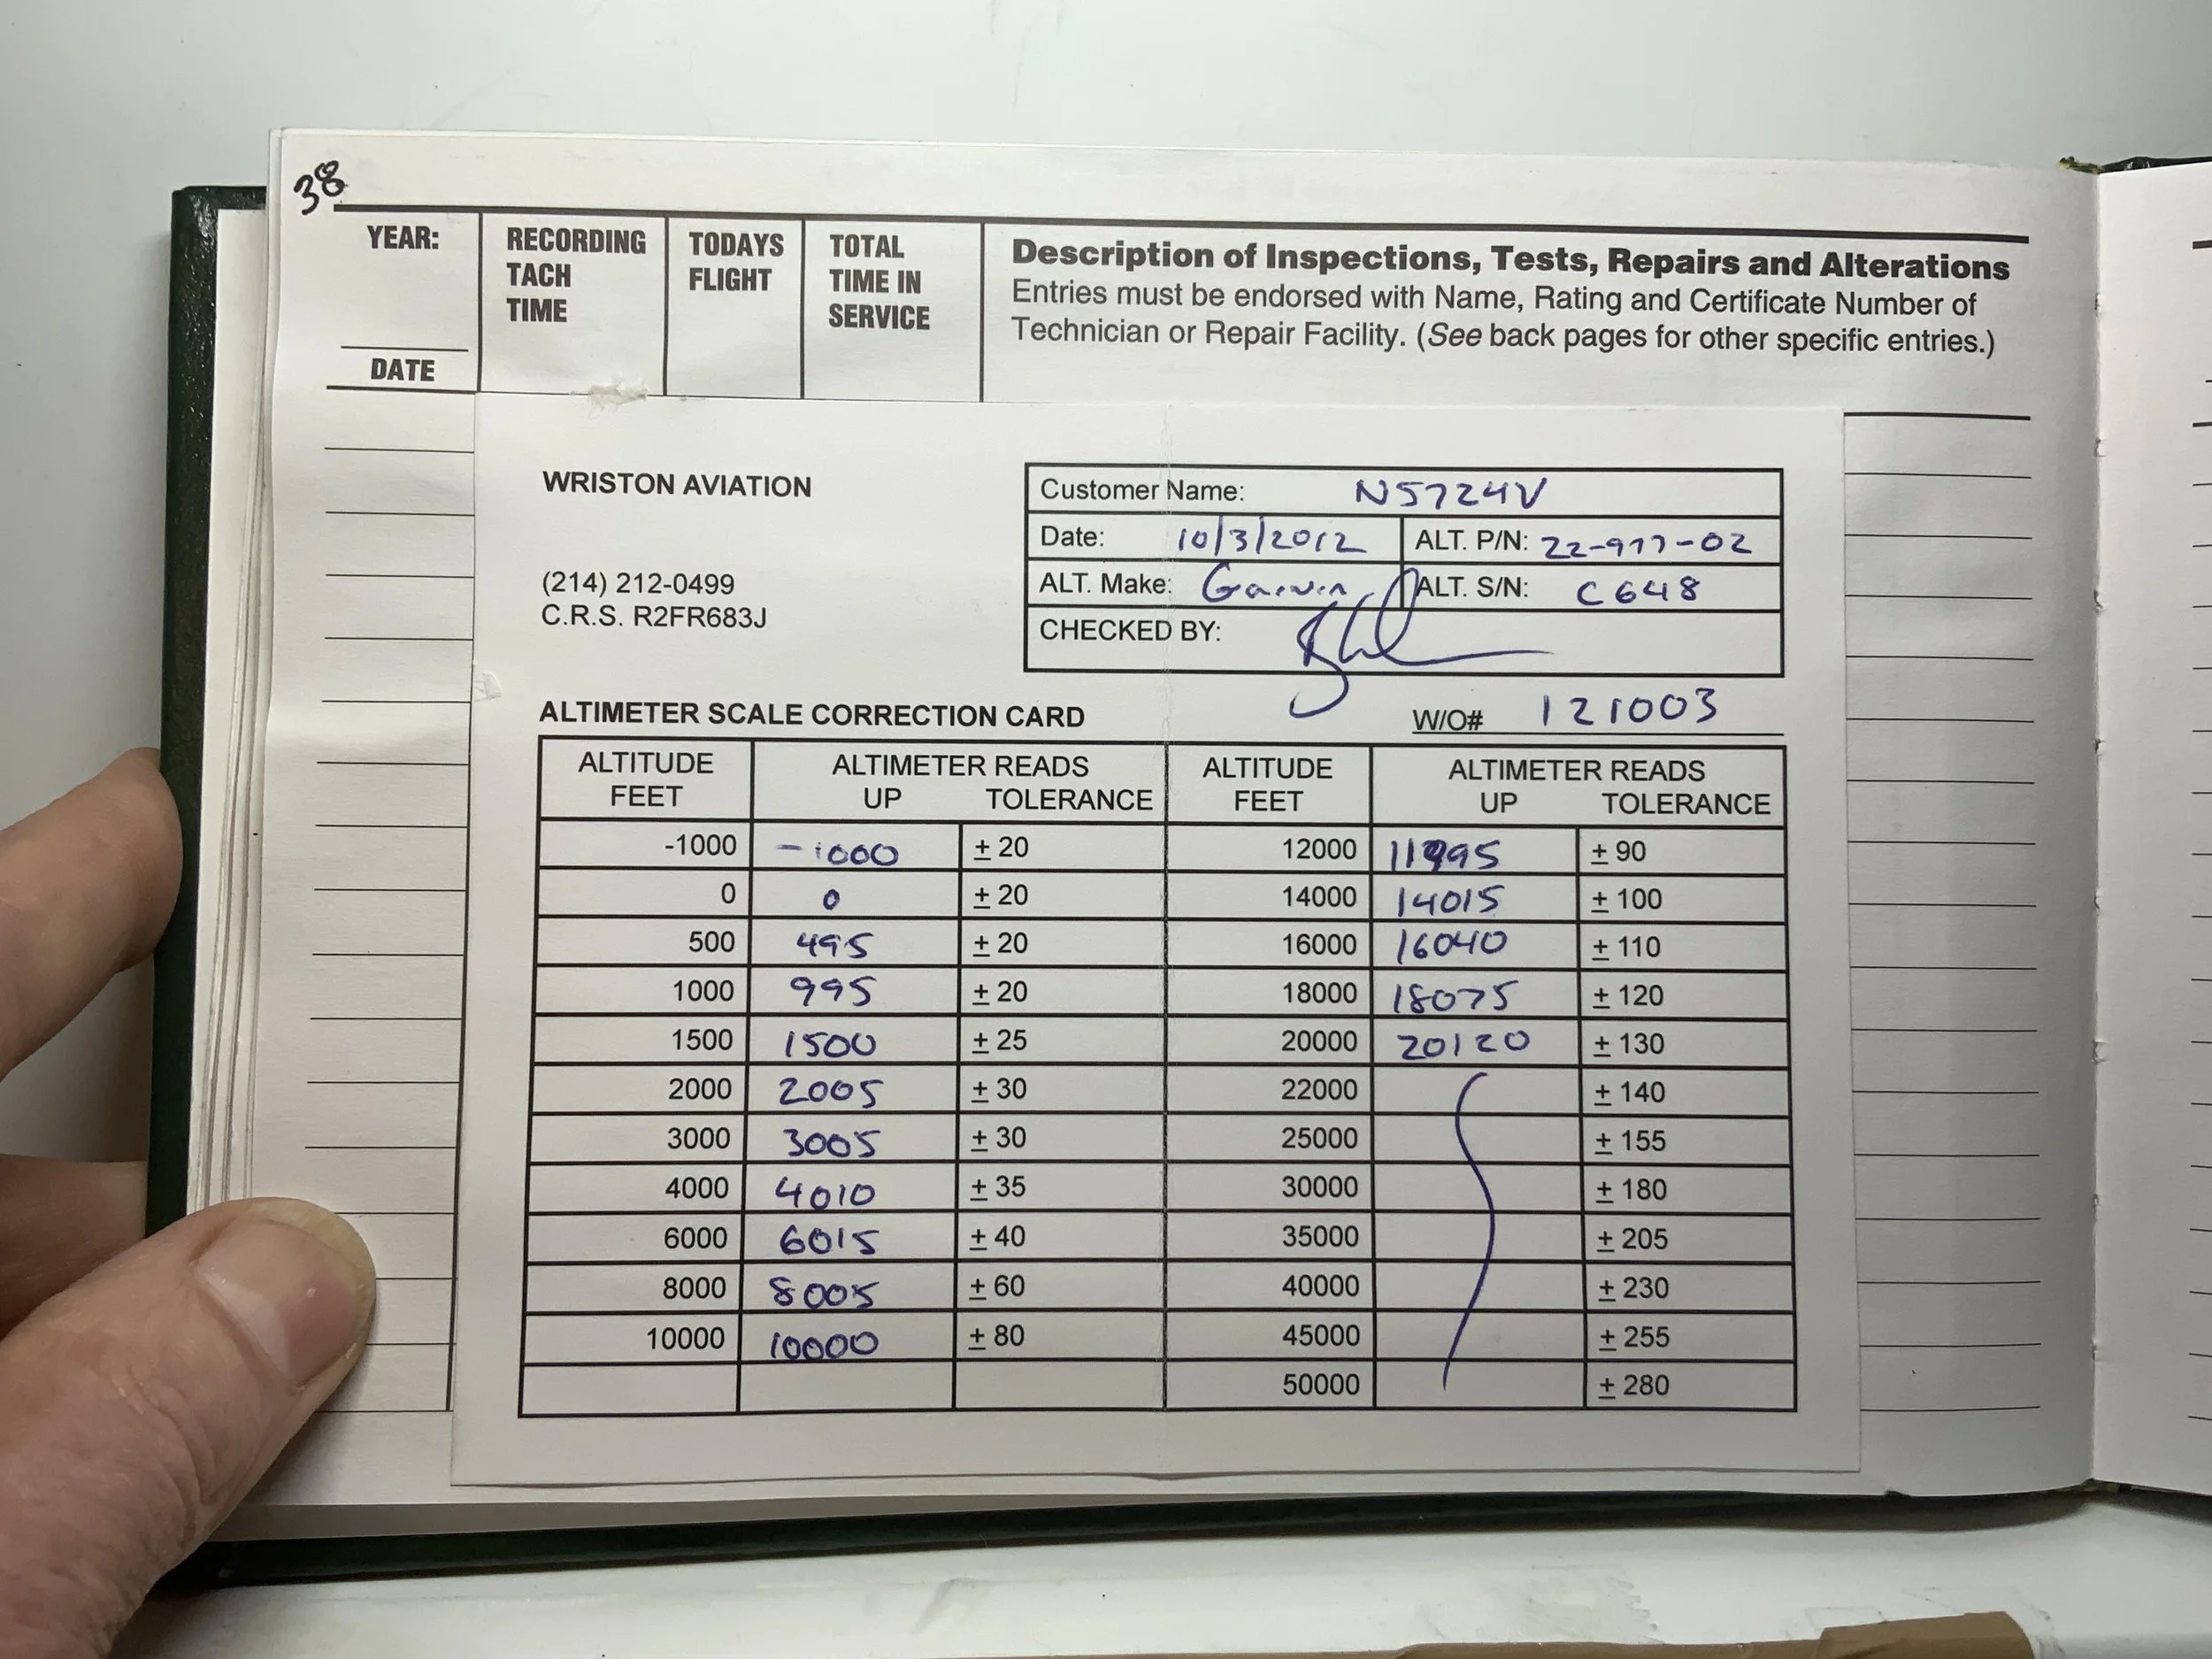 38
YEAR:
DATE
RECORDING
TACH
TIME
TODAYS
FLIGHT
TOTAL
TIME IN
SERVICE
Description of Inspections, Tests, Repairs and Alterations
Entries must be endorsed with Name, Rating and Certificate Number of
Technician or Repair Facility. (See back pages for other specific entries.)
WRISTON AVIATION
(214) 212-0499
C.R.S. R2FR683J
Customer Name: N5724V
Date: 10/3/2012 ALT. P/N: 22-977-02
ALT. Make: Garwin ALT. S/N: C648
CHECKED BY:
ALTIMETER SCALE CORRECTION CARD W/O# 121003
ALTITUDE ALTIMETER READS ALTITUDE ALTIMETER READS
FEET UP TOLERANCE FEET UP TOLERANCE
-1000 -1000 ± 20 12000 11995 ± 90
0 0 ± 20 14000 14015 ± 100
500 495 ± 20 16000 16040 ± 110
1000 995 ± 20 18000 18075 ± 120
1500 1500 ± 25 20000 20120 ± 130
2000 2005 ± 30 22000 ± 140
3000 3005 ± 30 25000 ± 155
4000 4010 ± 35 30000 ± 180
6000 6015 ± 40 35000 ± 205
8000 8005 ± 60 40000 ± 230
10000 10000 ± 80 45000 ± 255
50000 ± 280